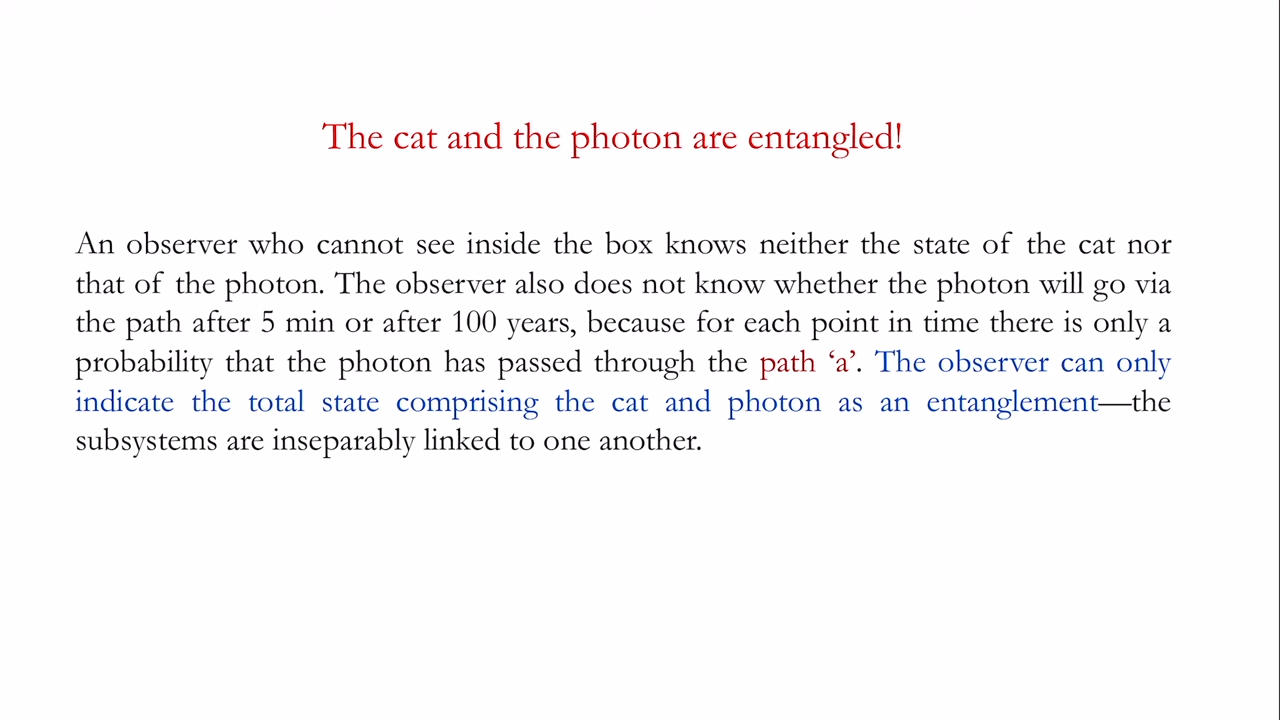 The cat and the photon are entangled!
An observer who cannot see inside the box knows neither the state of the cat nor
that of the photon. The observer also does not know whether the photon will go via
the path after 5 min or after 100 years, because for each point in time there is only a
probability that the photon has passed through the path ‘a’. The observer can only
indicate the total state comprising the cat and photon as an entanglement—the
subsystems are inseparably linked to one another.